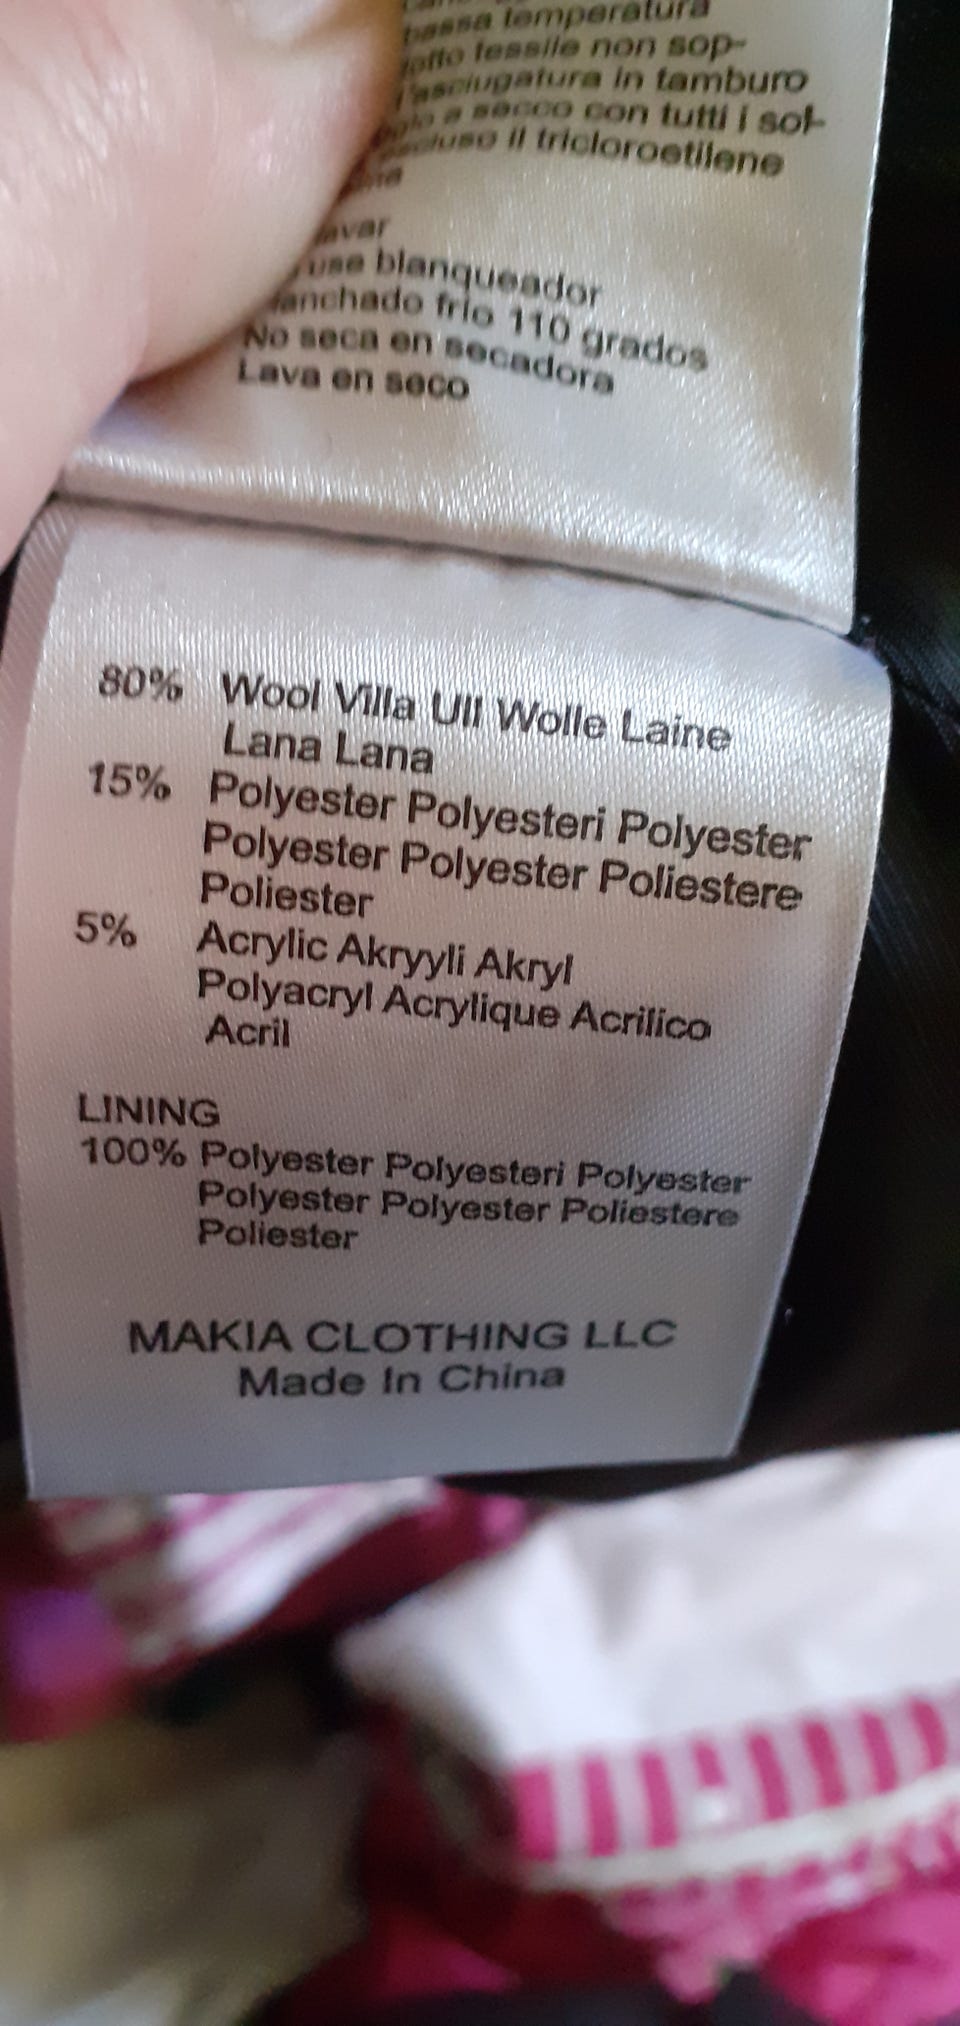 bassa temperatura
tessile non sop-
l'asciugatura in tamburo
a secco con tutti i sol-
il tricloroetilene
use blanqueador
frio 110 grados
No seca en secadora
Lava en seco
80% Wool Villa Ull Wolle Laine
Lana Lana
15% Polyester Polyesteri Polyester
Polyester Polyester Poliestere
Poliester
5% Acrylic Akryyli Akryl
Polyacryl Acrylique Acrilico
Acril
LINING
100% Polyester Polyesteri Polyester
Polyester Polyester Poliestere
Poliester
MAKIA CLOTHING LLC
Made In China